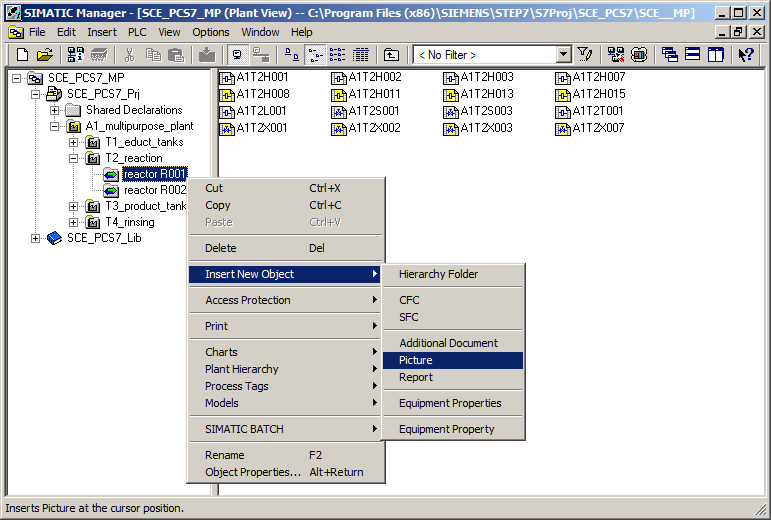 SIMATIC Manager - [SCE_PCS7_MP (Plant View) -- C:\Program Files (x86)\SIEMENS\STEP7\S7Proj\SCE_PCS7\SCE__MP]
File Edit Insert PLC View Options Window Help
< No Filter >
SCE_PCS7_MP
SCE_PCS7_Prj
Shared Declarations
A1_multipurpose_plant
T1_educt_tanks
T2_reaction
reactor R001
reactor R002
T3_product_tank
T4_rinsing
SCE_PCS7_Lib
A1T2H001 A1T2H002 A1T2H003 A1T2H007
A1T2H008 A1T2H011 A1T2H013 A1T2H015
A1T2L001 A1T2S001 A1T2S003 A1T2T001
A1T2X001 A1T2X002 A1T2X003 A1T2X007
Cut Ctrl+X
Copy Ctrl+C
Paste Ctrl+V
Delete Del
Insert New Object
Access Protection
Print
Charts
Plant Hierarchy
Process Tags
Models
SIMATIC BATCH
Rename F2
Object Properties... Alt+Return
Hierarchy Folder
CFC
SFC
Additional Document
Picture
Report
Equipment Properties
Equipment Property
Inserts Picture at the cursor position.